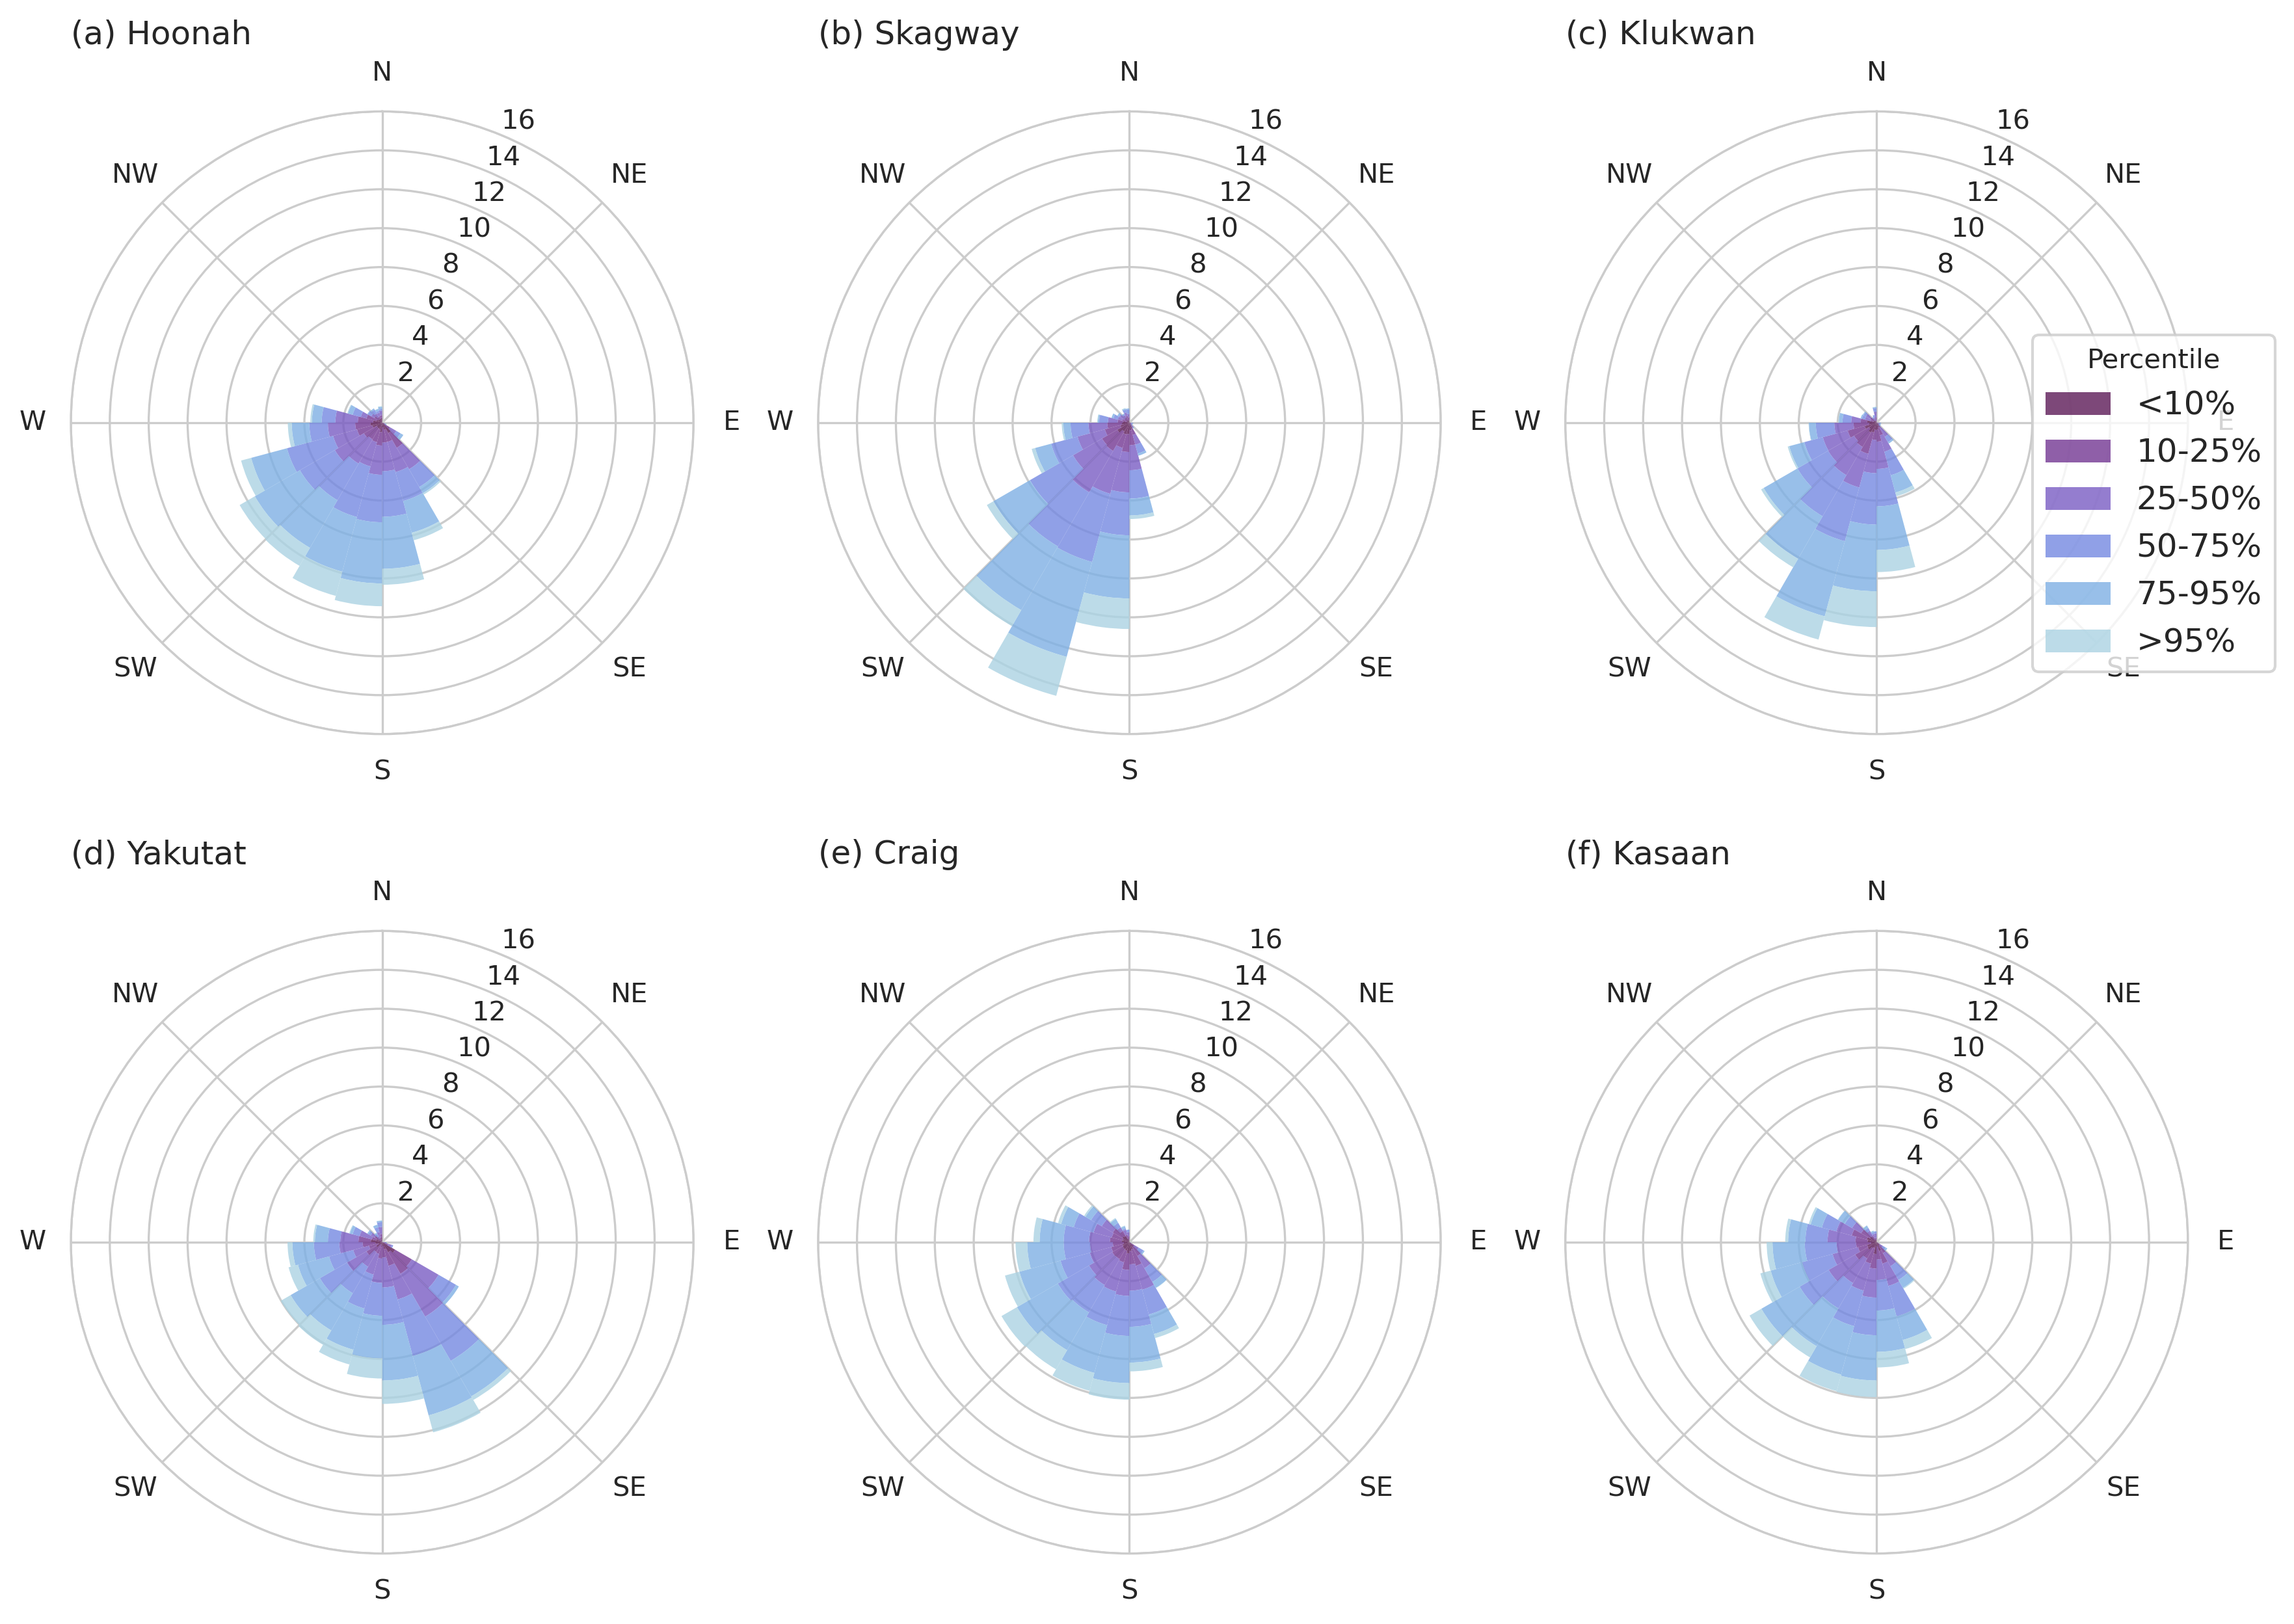 (a) Hoonah
(b) Skagway
(c) Klukwan
N
N
N
16
16
16
14
14
14
NW
NE
NW
NE
NW
NE
12
12
12
10
10
10
8
8
8
6
6
6
4
4
4
2
2
2
W
E
W
E
W
E
Percentile
<10%
10-25%
25-50%
50-75%
75-95%
>95%
SW
SE
SW
SE
SW
SE
S
S
S
(d) Yakutat
(e) Craig
(f) Kasaan
N
N
N
16
16
16
14
14
14
NW
NE
NW
NE
NW
NE
12
12
12
10
10
10
8
8
8
6
6
6
4
4
4
2
2
2
W
E
W
E
W
E
SW
SE
SW
SE
SW
SE
S
S
S